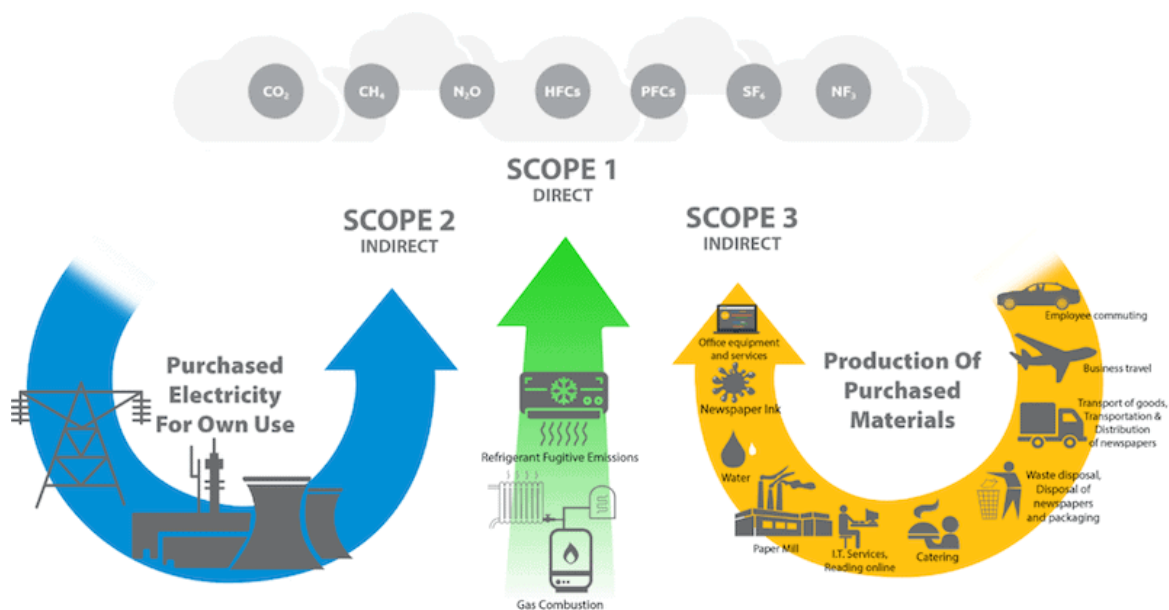 CO₂
CH₄
N₂O
HFCs
PFCs
SF₆
NF₃
SCOPE 1
DIRECT
SCOPE 2
INDIRECT
SCOPE 3
INDIRECT
Purchased
Electricity
For Own Use
Refrigerant Fugitive Emissions
Gas Combustion
Production Of
Purchased
Materials
Office equipment
and services
Newspaper Ink
Water
Paper Mill
I.T. Services,
Reading online
Catering
Waste disposal,
Disposal of
newspapers
and packaging
Transport of goods,
Transportation &
Distribution
of newspapers
Business travel
Employee commuting